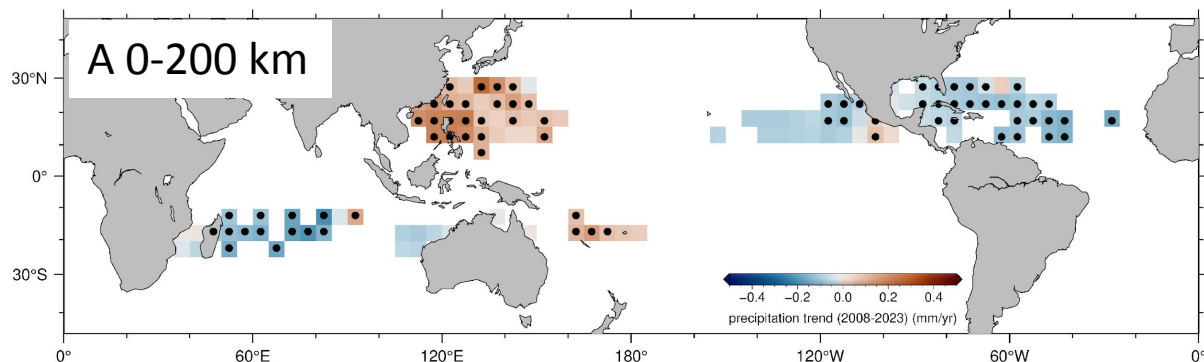 A 0-200 km
30°N
0°
30°S
−0.4 −0.2 0.0 0.2 0.4
precipitation trend (2008-2023) (mm/yr)
0° 60°E 120°E 180° 120°W 60°W 0°